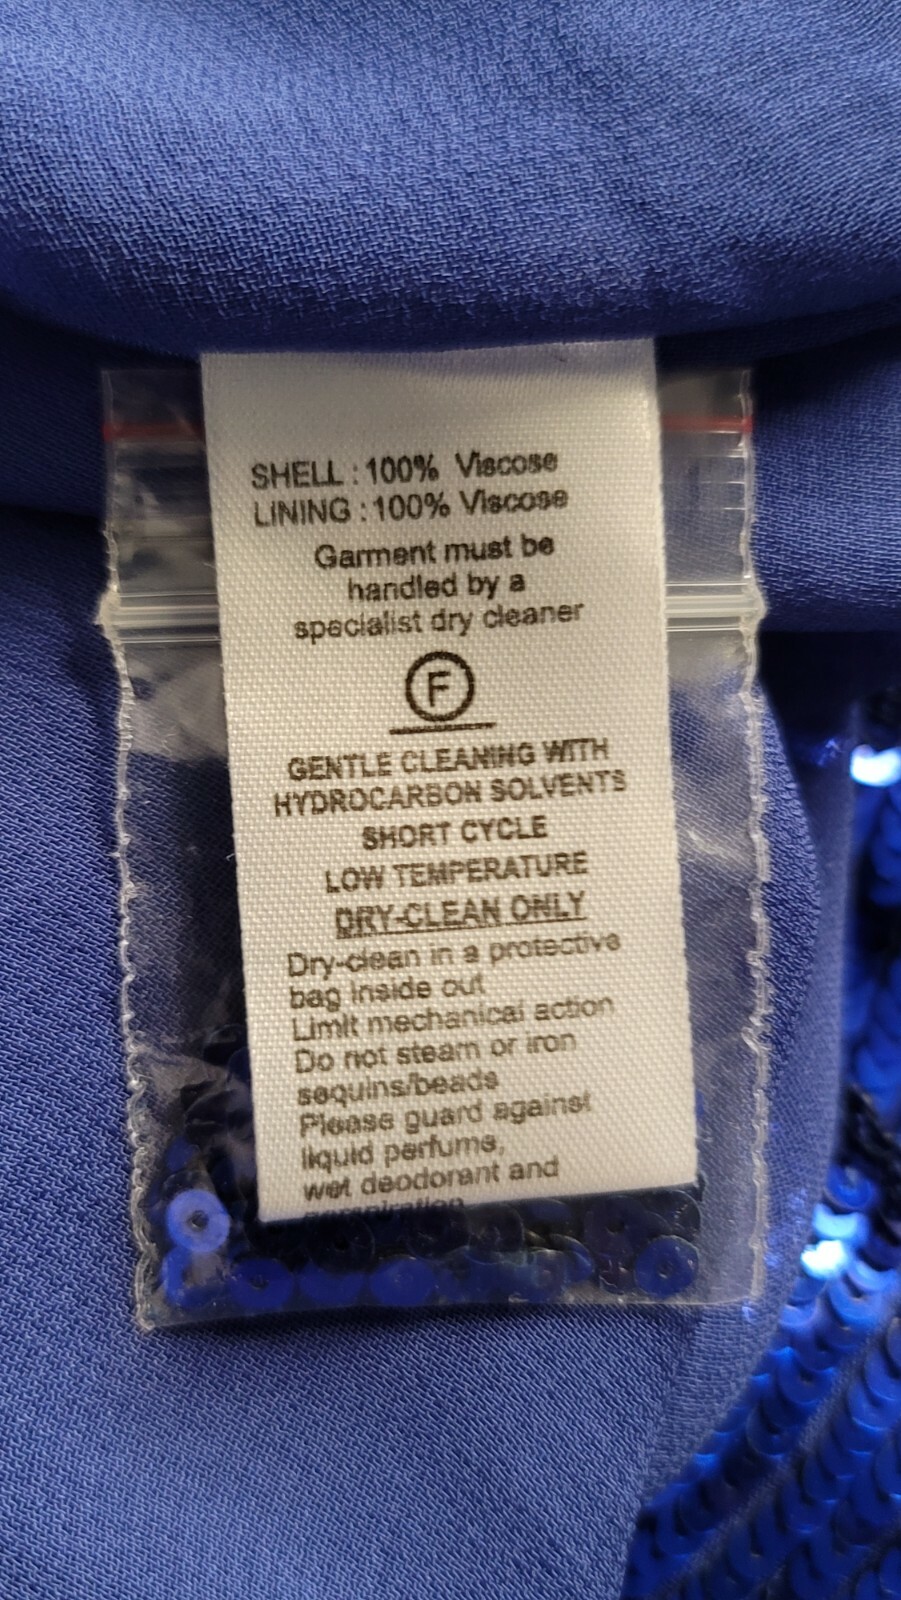 SHELL : 100% Viscose
LINING : 100% Viscose
Garment must be
handled by a
specialist dry cleaner
F
GENTLE CLEANING WITH
HYDROCARBON SOLVENTS
SHORT CYCLE
LOW TEMPERATURE
DRY-CLEAN ONLY
Dry-clean in a protective
bag inside out
Limit mechanical action
Do not steam or iron
sequins/beads
Please guard against
liquid perfume,
wet deodorant and